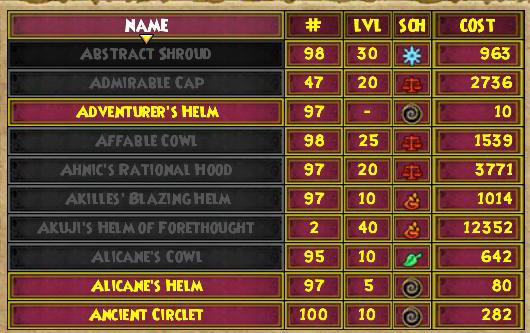 NAME # LVL SCH COST
ABSTRACT SHROUD 98 30 963
ADMIRABLE CAP 47 20 2736
ADVENTURER'S HELM 97 - 10
AFFABLE COWL 98 25 1539
AHNIC'S RATIONAL HOOD 97 20 3771
AKILLES' BLAZING HELM 97 10 1014
AKUJI'S HELM OF FORETHOUGHT 2 40 12352
ALICANE'S COWL 95 10 642
ALICANE'S HELM 97 5 80
ANCIENT CIRCLET 100 10 282